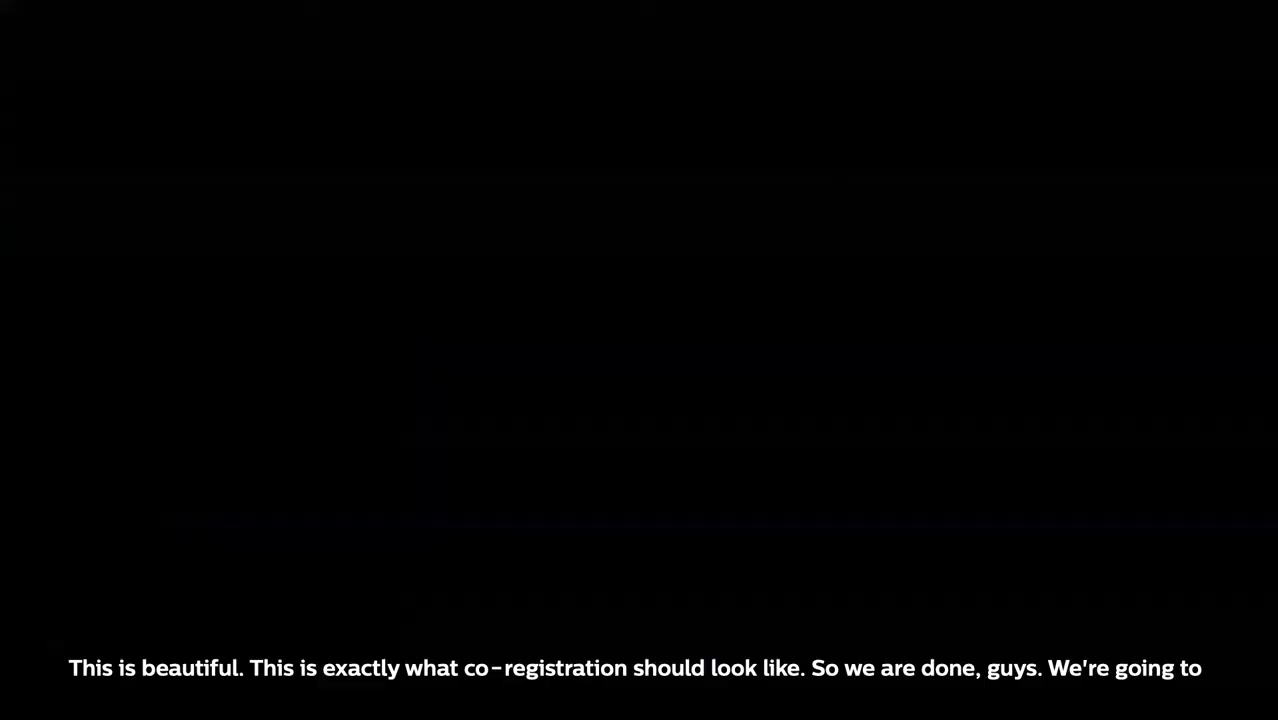 This is beautiful. This is exactly what co-registration should look like. So we are done, guys. We're going to